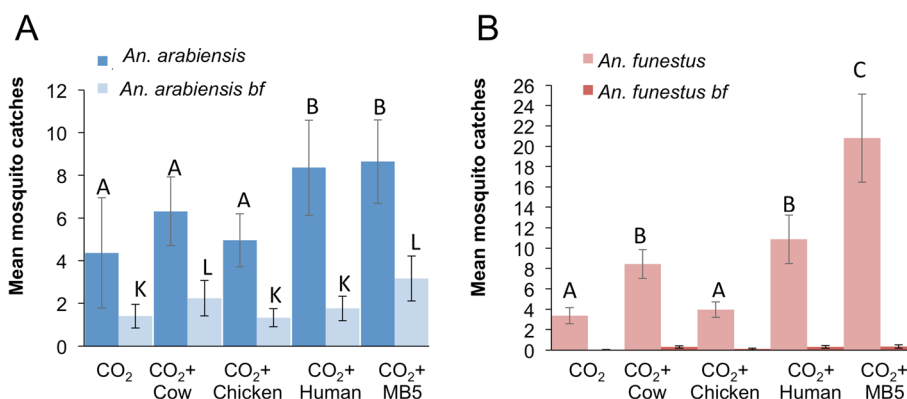 A
An. arabiensis
An. arabiensis bf
Mean mosquito catches
12
10
8
6
4
2
0
A
K
A
L
A
K
B
K
B
L
CO₂
CO₂+
Cow
CO₂+
Chicken
CO₂+
Human
CO₂+
MB5
B
An. funestus
An. funestus bf
Mean mosquito catches
26
24
22
20
18
16
14
12
10
8
6
4
2
0
A
B
A
B
C
CO₂
CO₂+
Cow
CO₂+
Chicken
CO₂+
Human
CO₂+
MB5